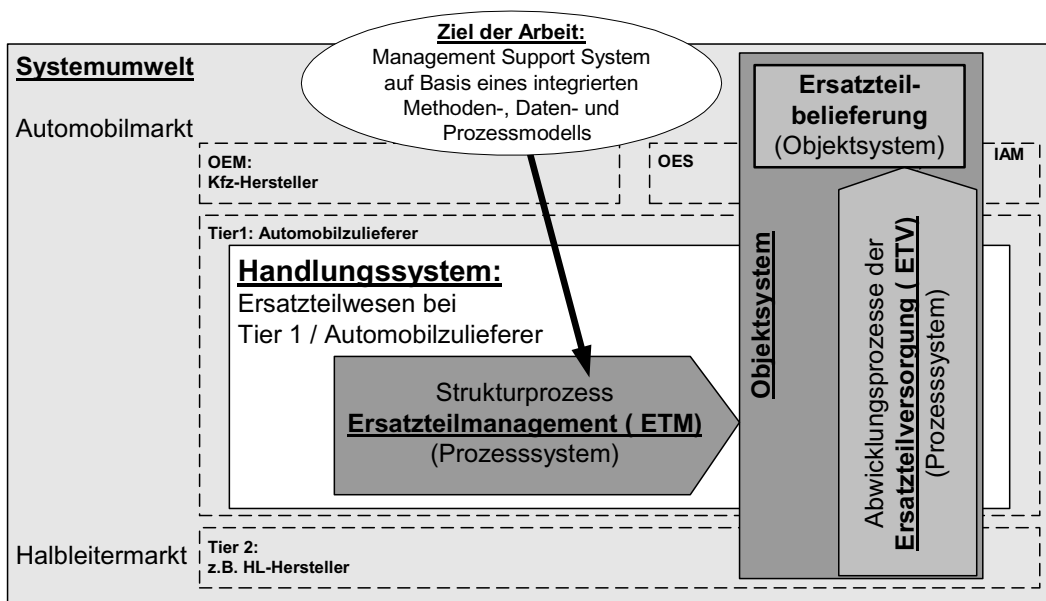 Ziel der Arbeit:
Management Support System
auf Basis eines integrierten
Methoden-, Daten- und
Prozessmodells
Systemumwelt
Automobilmarkt
OEM:
Kfz-Hersteller
OES
IAM
Ersatzteil-
belieferung
(Objektsystem)
Tier1: Automobilzulieferer
Handlungssystem:
Ersatzteilwesen bei
Tier 1 / Automobilzulieferer
Strukturprozess
Ersatzteilmanagement ( ETM)
(Prozesssystem)
Objektsystem
Abwicklungsprozesse der
Ersatzteilversorgung ( ETV)
(Prozesssystem)
Halbleitermarkt
Tier 2:
z.B. HL-Hersteller